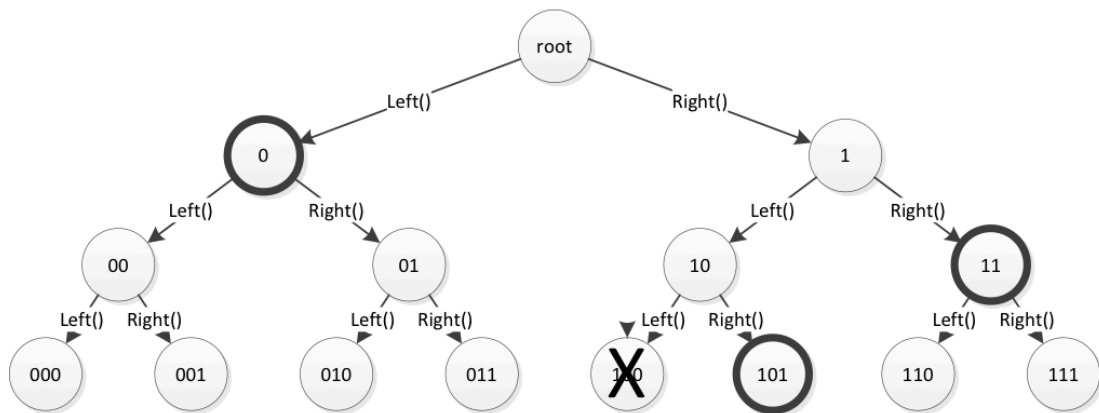 root
Left() Right()
0 1
Left() Right() Left() Right()
00 01 10 11
Left() Right() Left() Right() Left() Right() Left() Right()
000 001 010 011 X 101 110 111